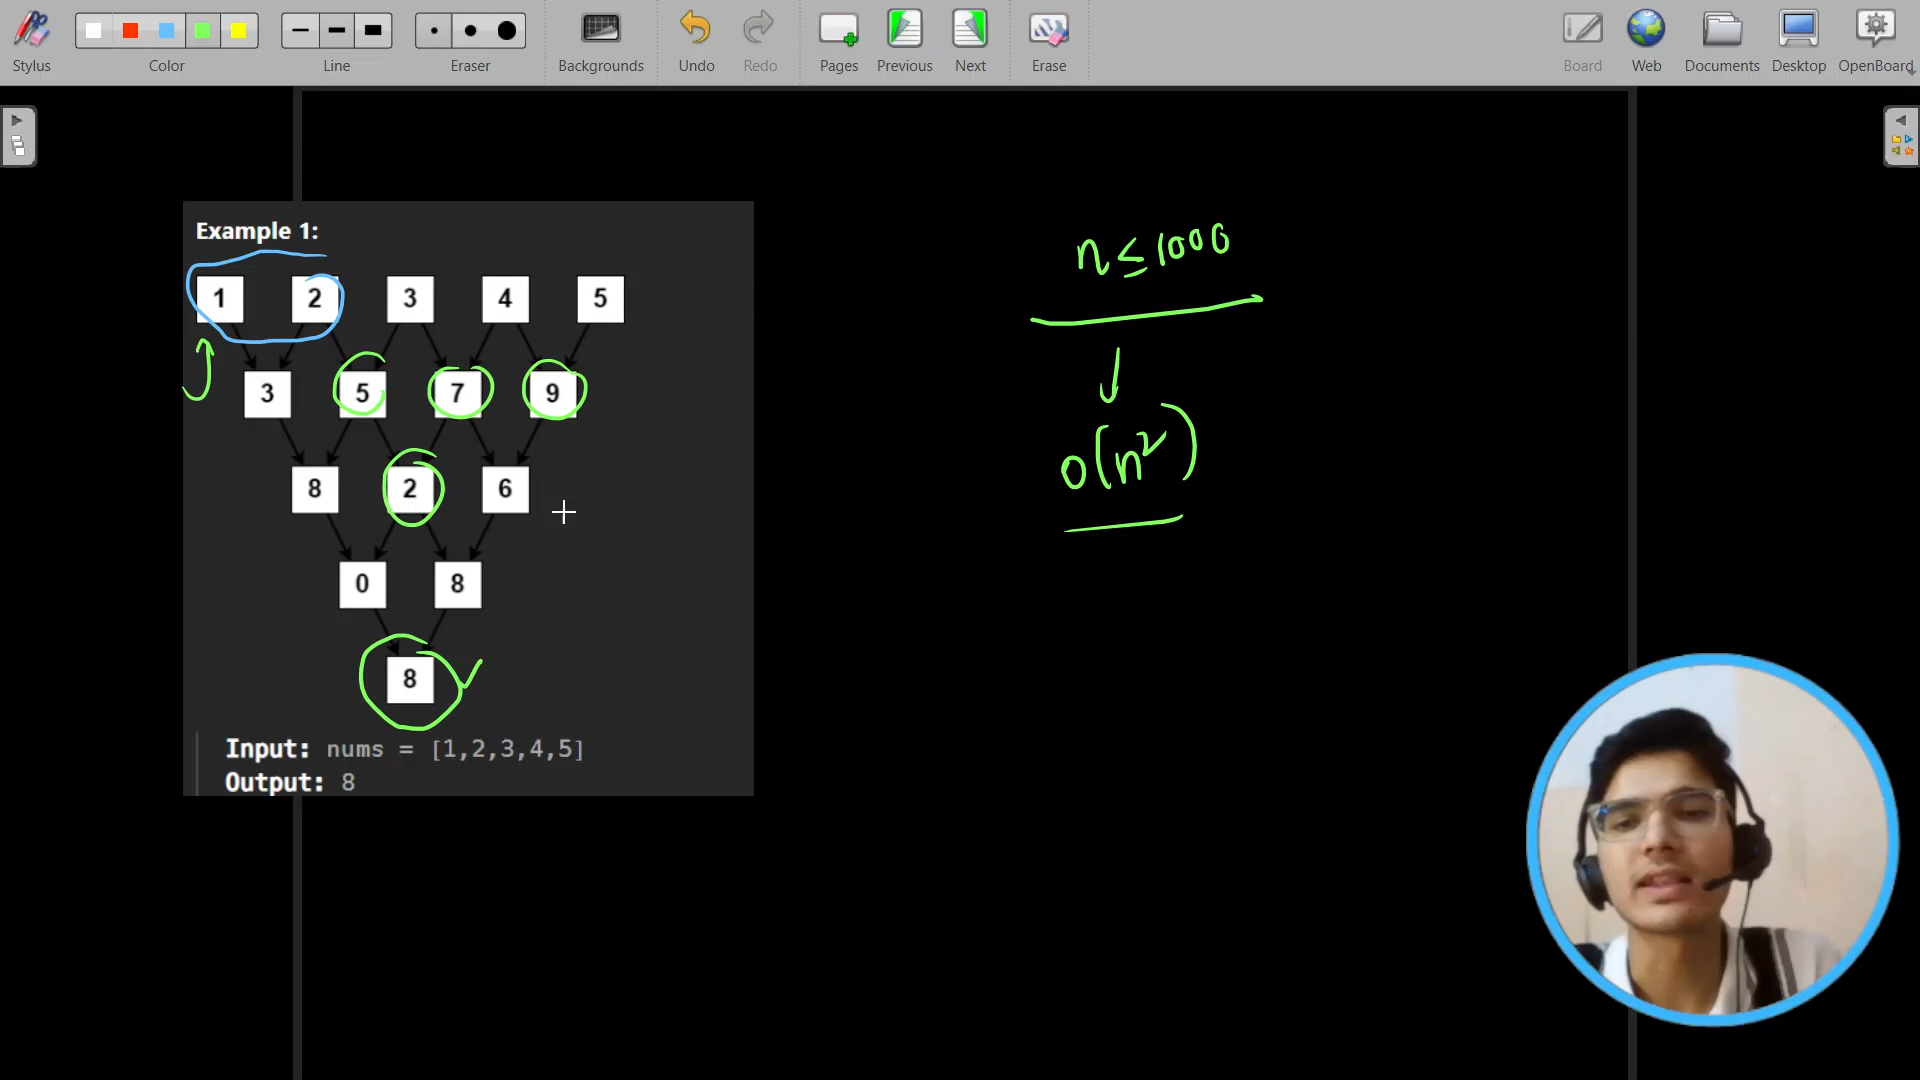 Stylus
Color
Line
Eraser
Backgrounds
Undo
Redo
Pages
Previous
Next
Erase
Board
Web
Documents
Desktop
OpenBoard
Example 1:
1 2 3 4 5
3 5 7 9
8 2 6
0 8
8
Input: nums = [1,2,3,4,5]
Output: 8
n ≤ 1000
O(n²)